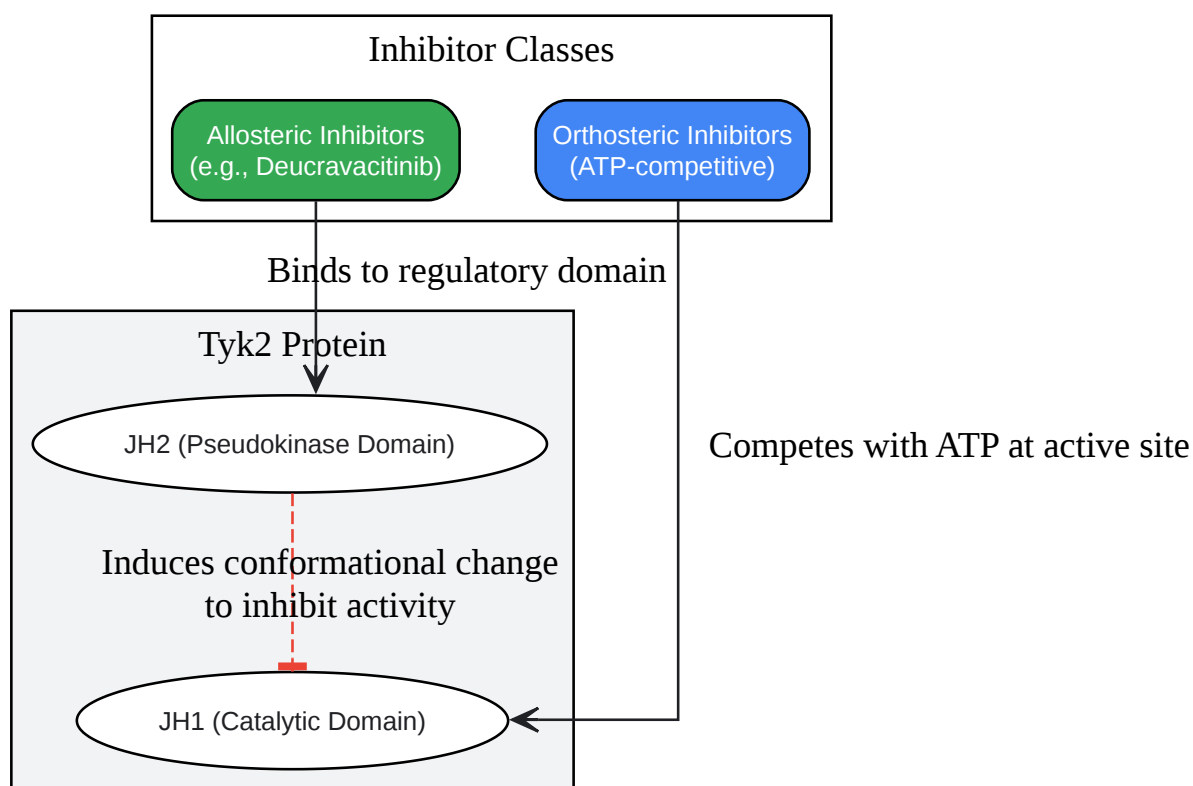 Inhibitor Classes
Allosteric Inhibitors
(e.g., Deucravacitinib)
Orthosteric Inhibitors
(ATP-competitive)
Binds to regulatory domain
Tyk2 Protein
JH2 (Pseudokinase Domain)
Competes with ATP at active site
Induces conformational change
to inhibit activity
JH1 (Catalytic Domain)